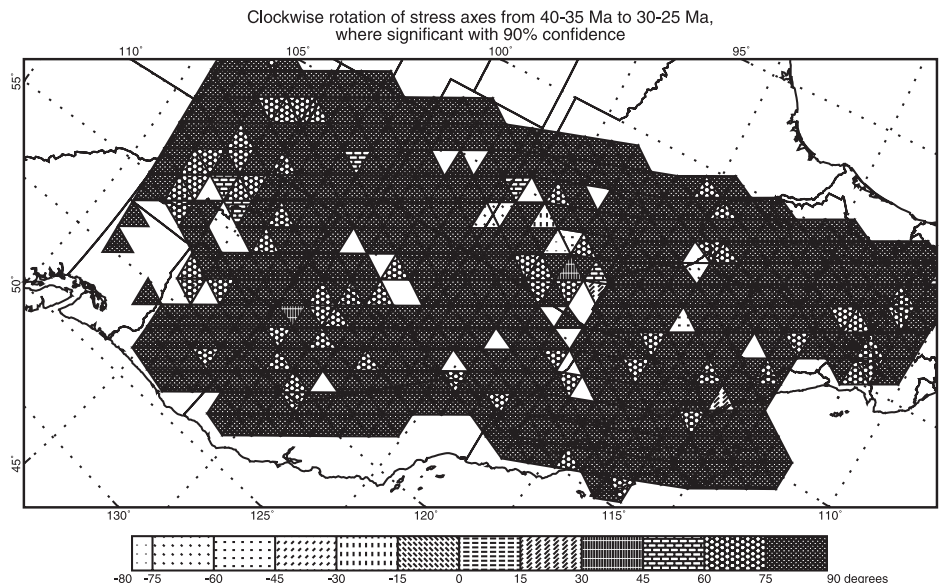 Clockwise rotation of stress axes from 40-35 Ma to 30-25 Ma,
where significant with 90% confidence
110° 105° 100° 95°
55°
50°
45°
130° 125° 120° 115° 110°
-80 -75 -60 -45 -30 -15 0 15 30 45 60 75 90 degrees